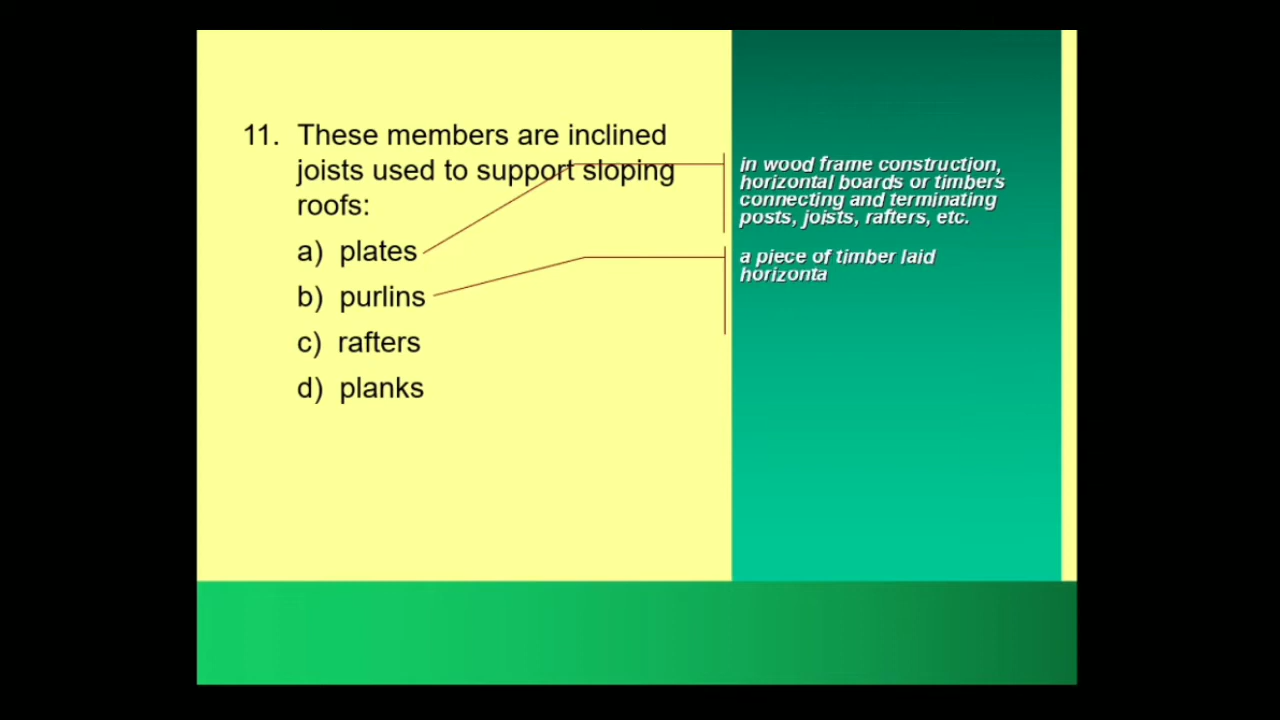 11. These members are inclined
joists used to support sloping
roofs:
a) plates
b) purlins
c) rafters
d) planks
in wood frame construction,
horizontal boards or timbers
connecting and terminating
posts, joists, rafters, etc.
a piece of timber laid
horizonta